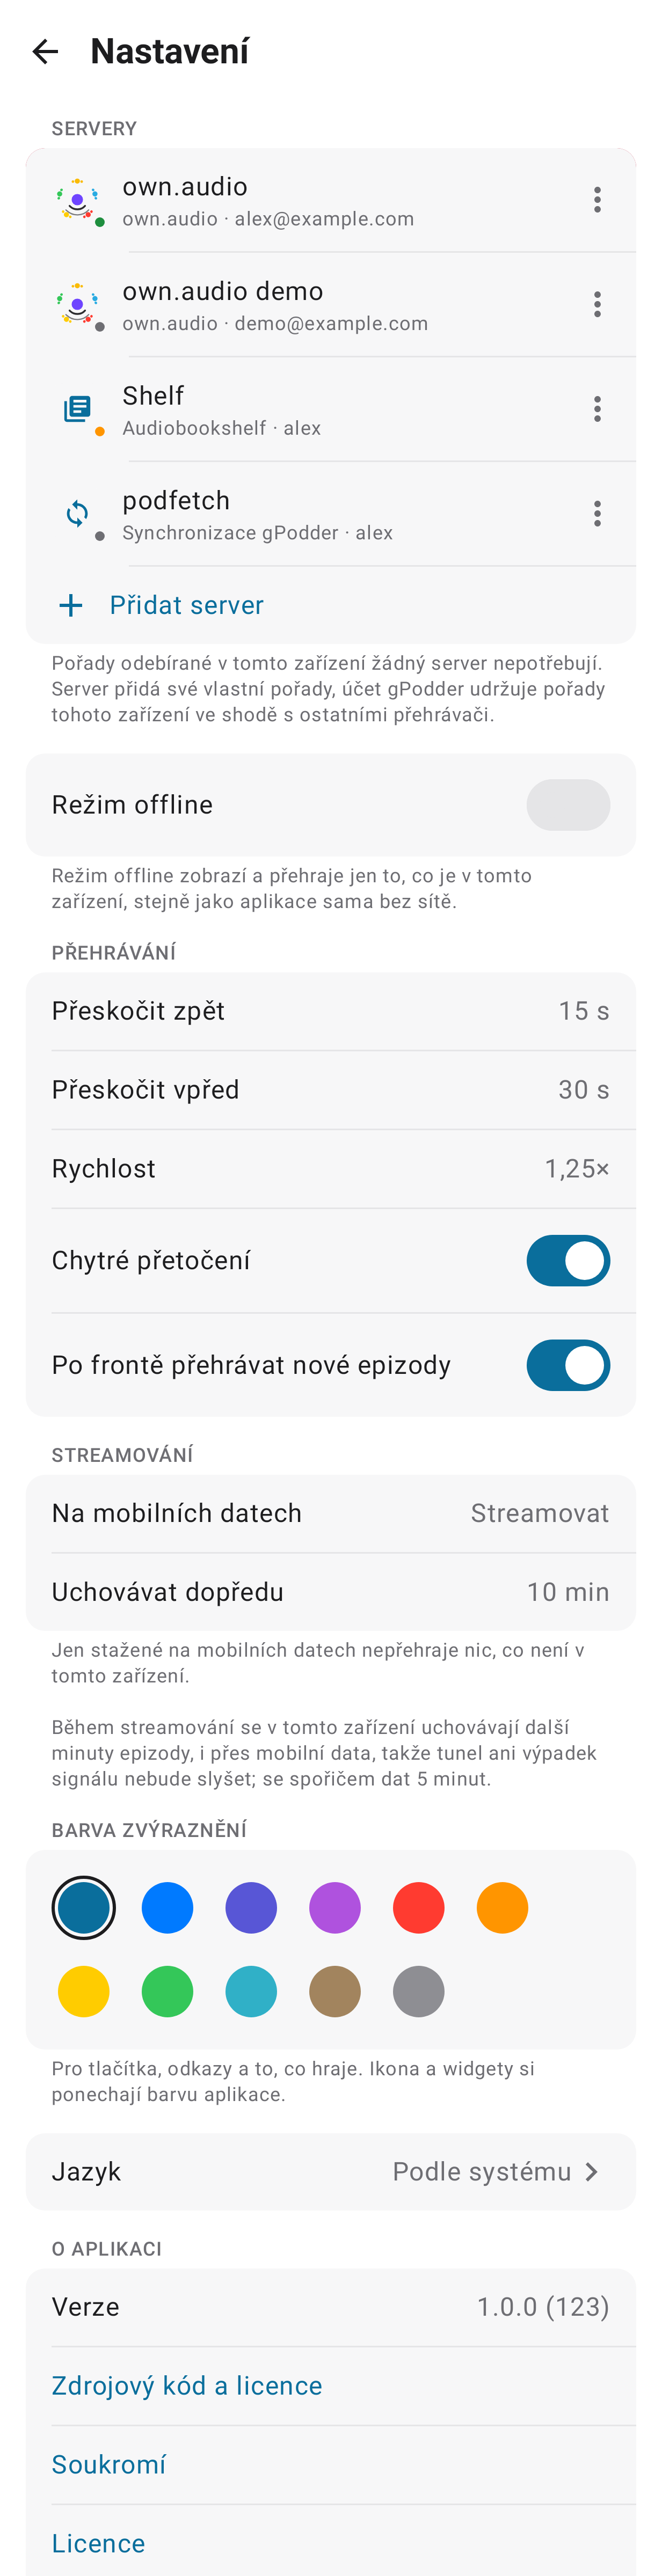 Nastavení
SERVERY
own.audio
own.audio · alex@example.com
own.audio demo
own.audio · demo@example.com
Shelf
Audiobookshelf · alex
podfetch
Synchronizace gPodder · alex
Přidat server
Pořady odebírané v tomto zařízení žádný server nepotřebují.
Server přidá své vlastní pořady, účet gPodder udržuje pořady
tohoto zařízení ve shodě s ostatními přehrávači.
Režim offline
Režim offline zobrazí a přehraje jen to, co je v tomto
zařízení, stejně jako aplikace sama bez sítě.
PŘEHRÁVÁNÍ
Přeskočit zpět 15 s
Přeskočit vpřed 30 s
Rychlost 1,25×
Chytré přetočení
Po frontě přehrávat nové epizody
STREAMOVÁNÍ
Na mobilních datech Streamovat
Uchovávat dopředu 10 min
Jen stažené na mobilních datech nepřehraje nic, co není v
tomto zařízení.
Během streamování se v tomto zařízení uchovávají další
minuty epizody, i přes mobilní data, takže tunel ani výpadek
signálu nebude slyšet; se spořičem dat 5 minut.
BARVA ZVÝRAZNĚNÍ
Pro tlačítka, odkazy a to, co hraje. Ikona a widgety si
ponechají barvu aplikace.
Jazyk Podle systému
O APLIKACI
Verze 1.0.0 (123)
Zdrojový kód a licence
Soukromí
Licence